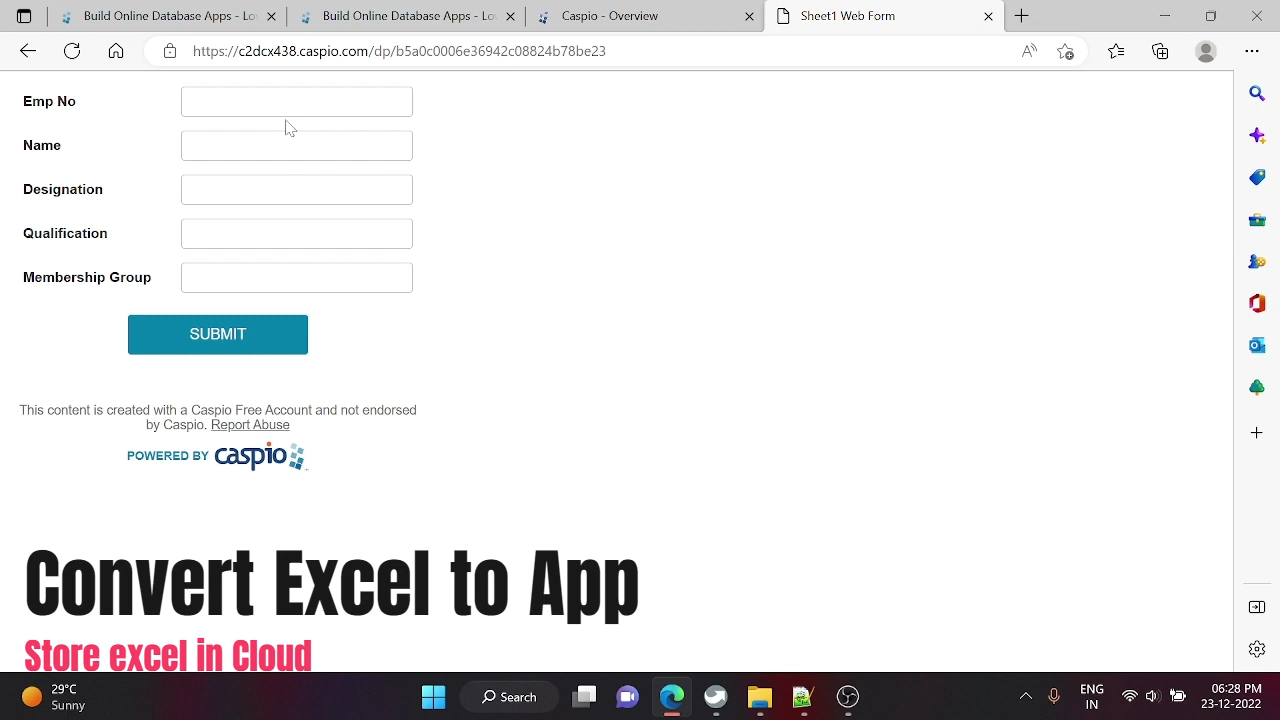 Build Online Database Apps - Lo
Build Online Database Apps - Lo
Caspio - Overview
Sheet1 Web Form
https://c2dcx438.caspio.com/dp/b5a0c0006e36942c08824b78be23
Emp No
Name
Designation
Qualification
Membership Group
SUBMIT
This content is created with a Caspio Free Account and not endorsed
by Caspio. Report Abuse
POWERED BY caspio
Convert Excel to App
Store excel in Cloud
29°C
Sunny
Search
ENG
IN
06:28 PM
23-12-2022